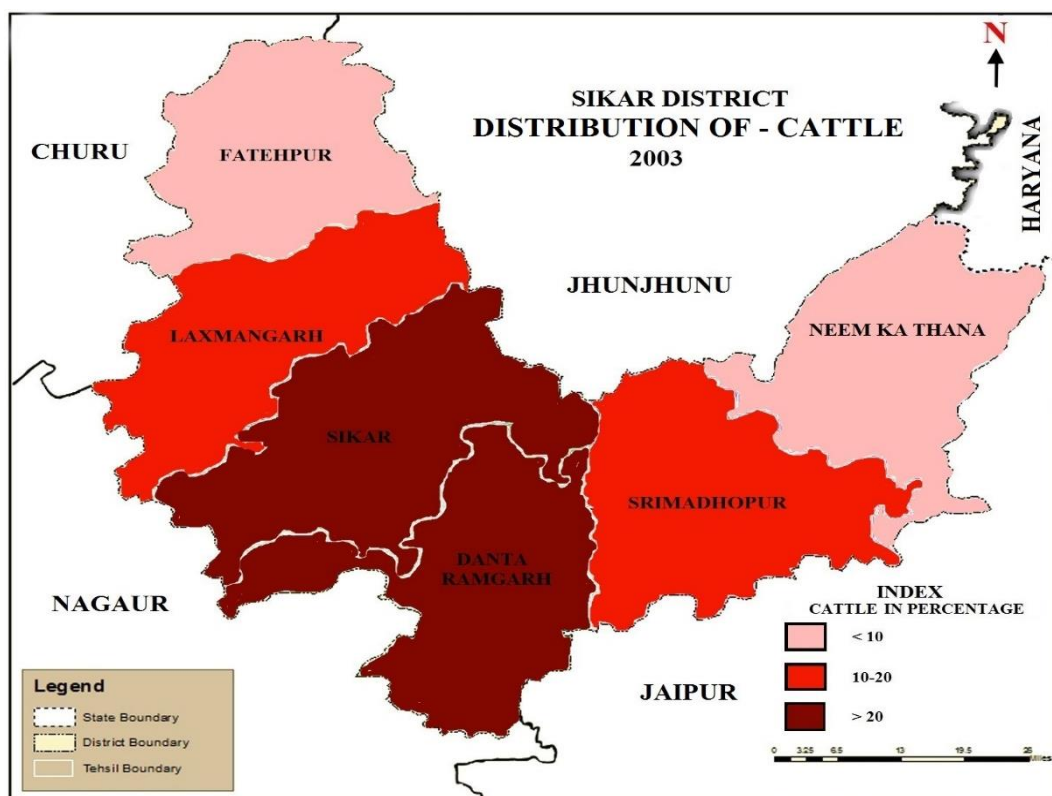 SIKAR DISTRICT
DISTRIBUTION OF - CATTLE
2003
N
HARYANA
CHURU
FATEHPUR
JHUNJHUNU
LAXMANGARH
NEEM KA THANA
SIKAR
SRIMADHOPUR
DANTA
RAMGARH
NAGAUR
JAIPUR
INDEX
CATTLE IN PERCENTAGE
< 10
10-20
> 20
Legend
State Boundary
District Boundary
Tehsil Boundary
0 3.25 6.5 13 19.5 26
Miles